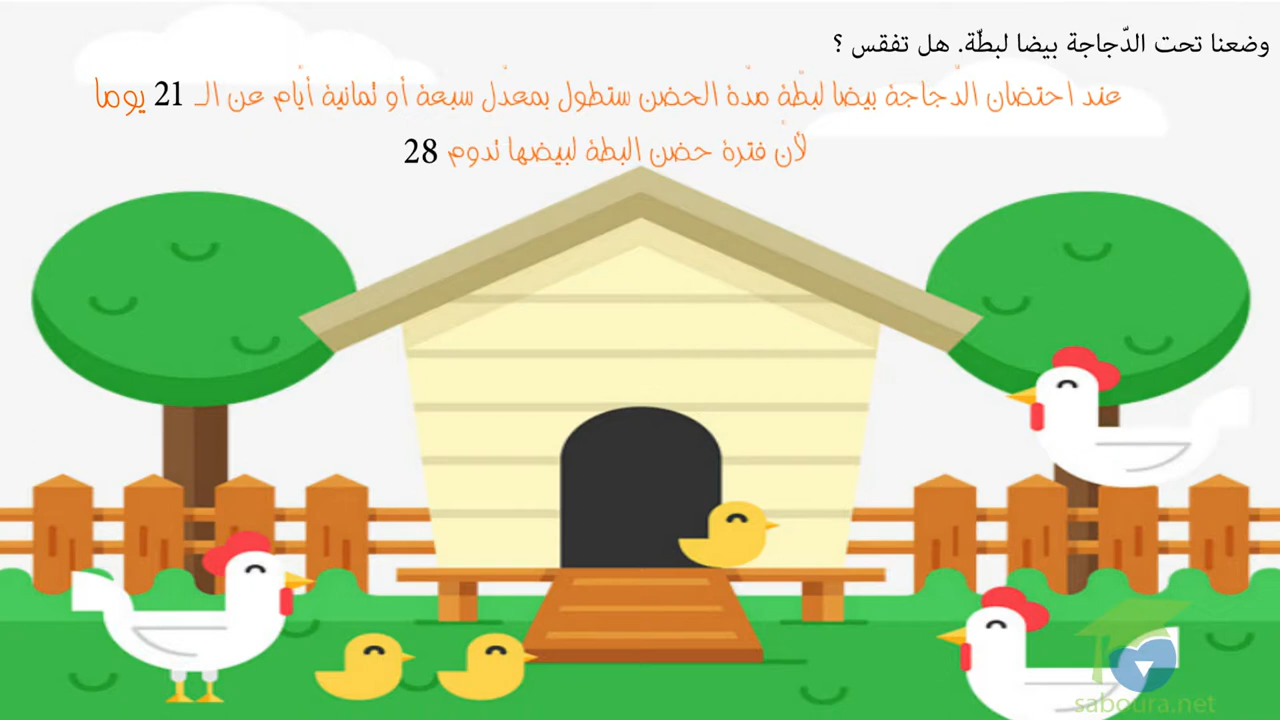 وضعنا تحت الدّجاجة بيضا لبطّة. هل تفقس ؟
عند احتضان الدّجاجة بيضا لبطّة مدّة الحضن ستطول بمعدّل سبعة أو ثمانية أيّام عن الـ 21 يوما
لأنّ فترة حضن البطة لبيضها تدوم 28
saboura.net